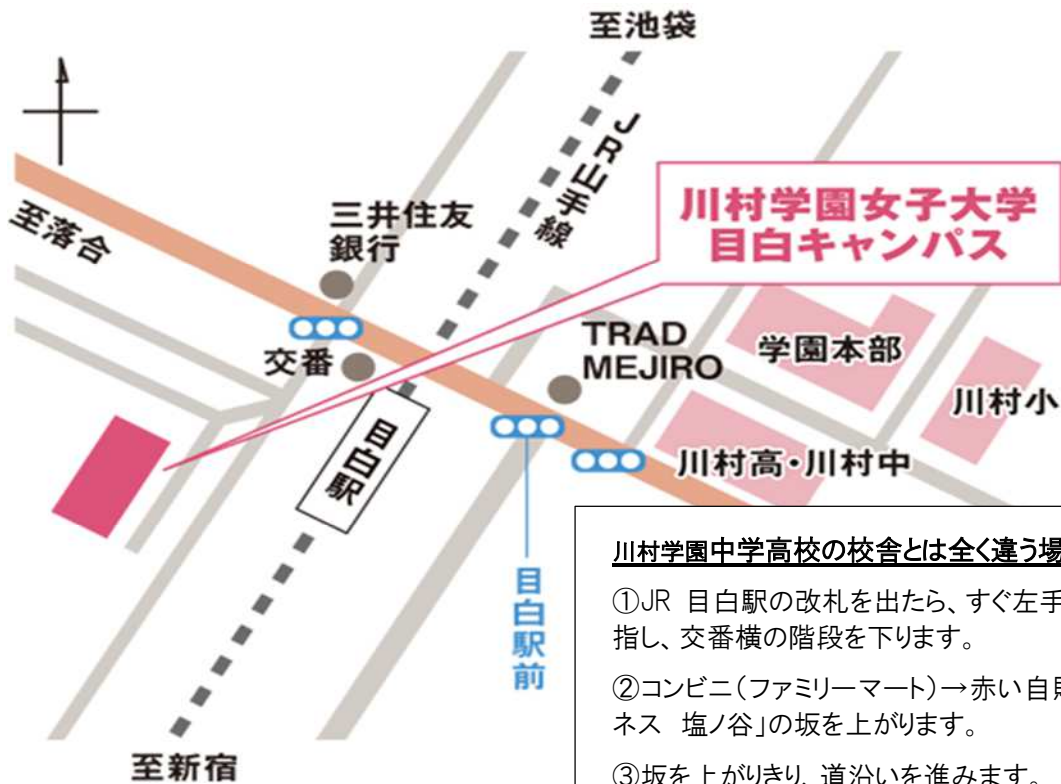 至池袋
JR山手線
川村学園女子大学
目白キャンパス
至落合
三井住友
銀行
交番
TRAD
MEJIRO
学園本部
川村小
目白駅
川村高・川村中
目白駅前
至新宿
川村学園中学高校の校舎とは全く違う場
①JR 目白駅の改札を出たら、すぐ左手
指し、交番横の階段を下ります。
②コンビニ(ファミリーマート)→赤い自
ネス 塩ノ谷」の坂を上がります。
③坂を上がりきり、道沿いを進みます。